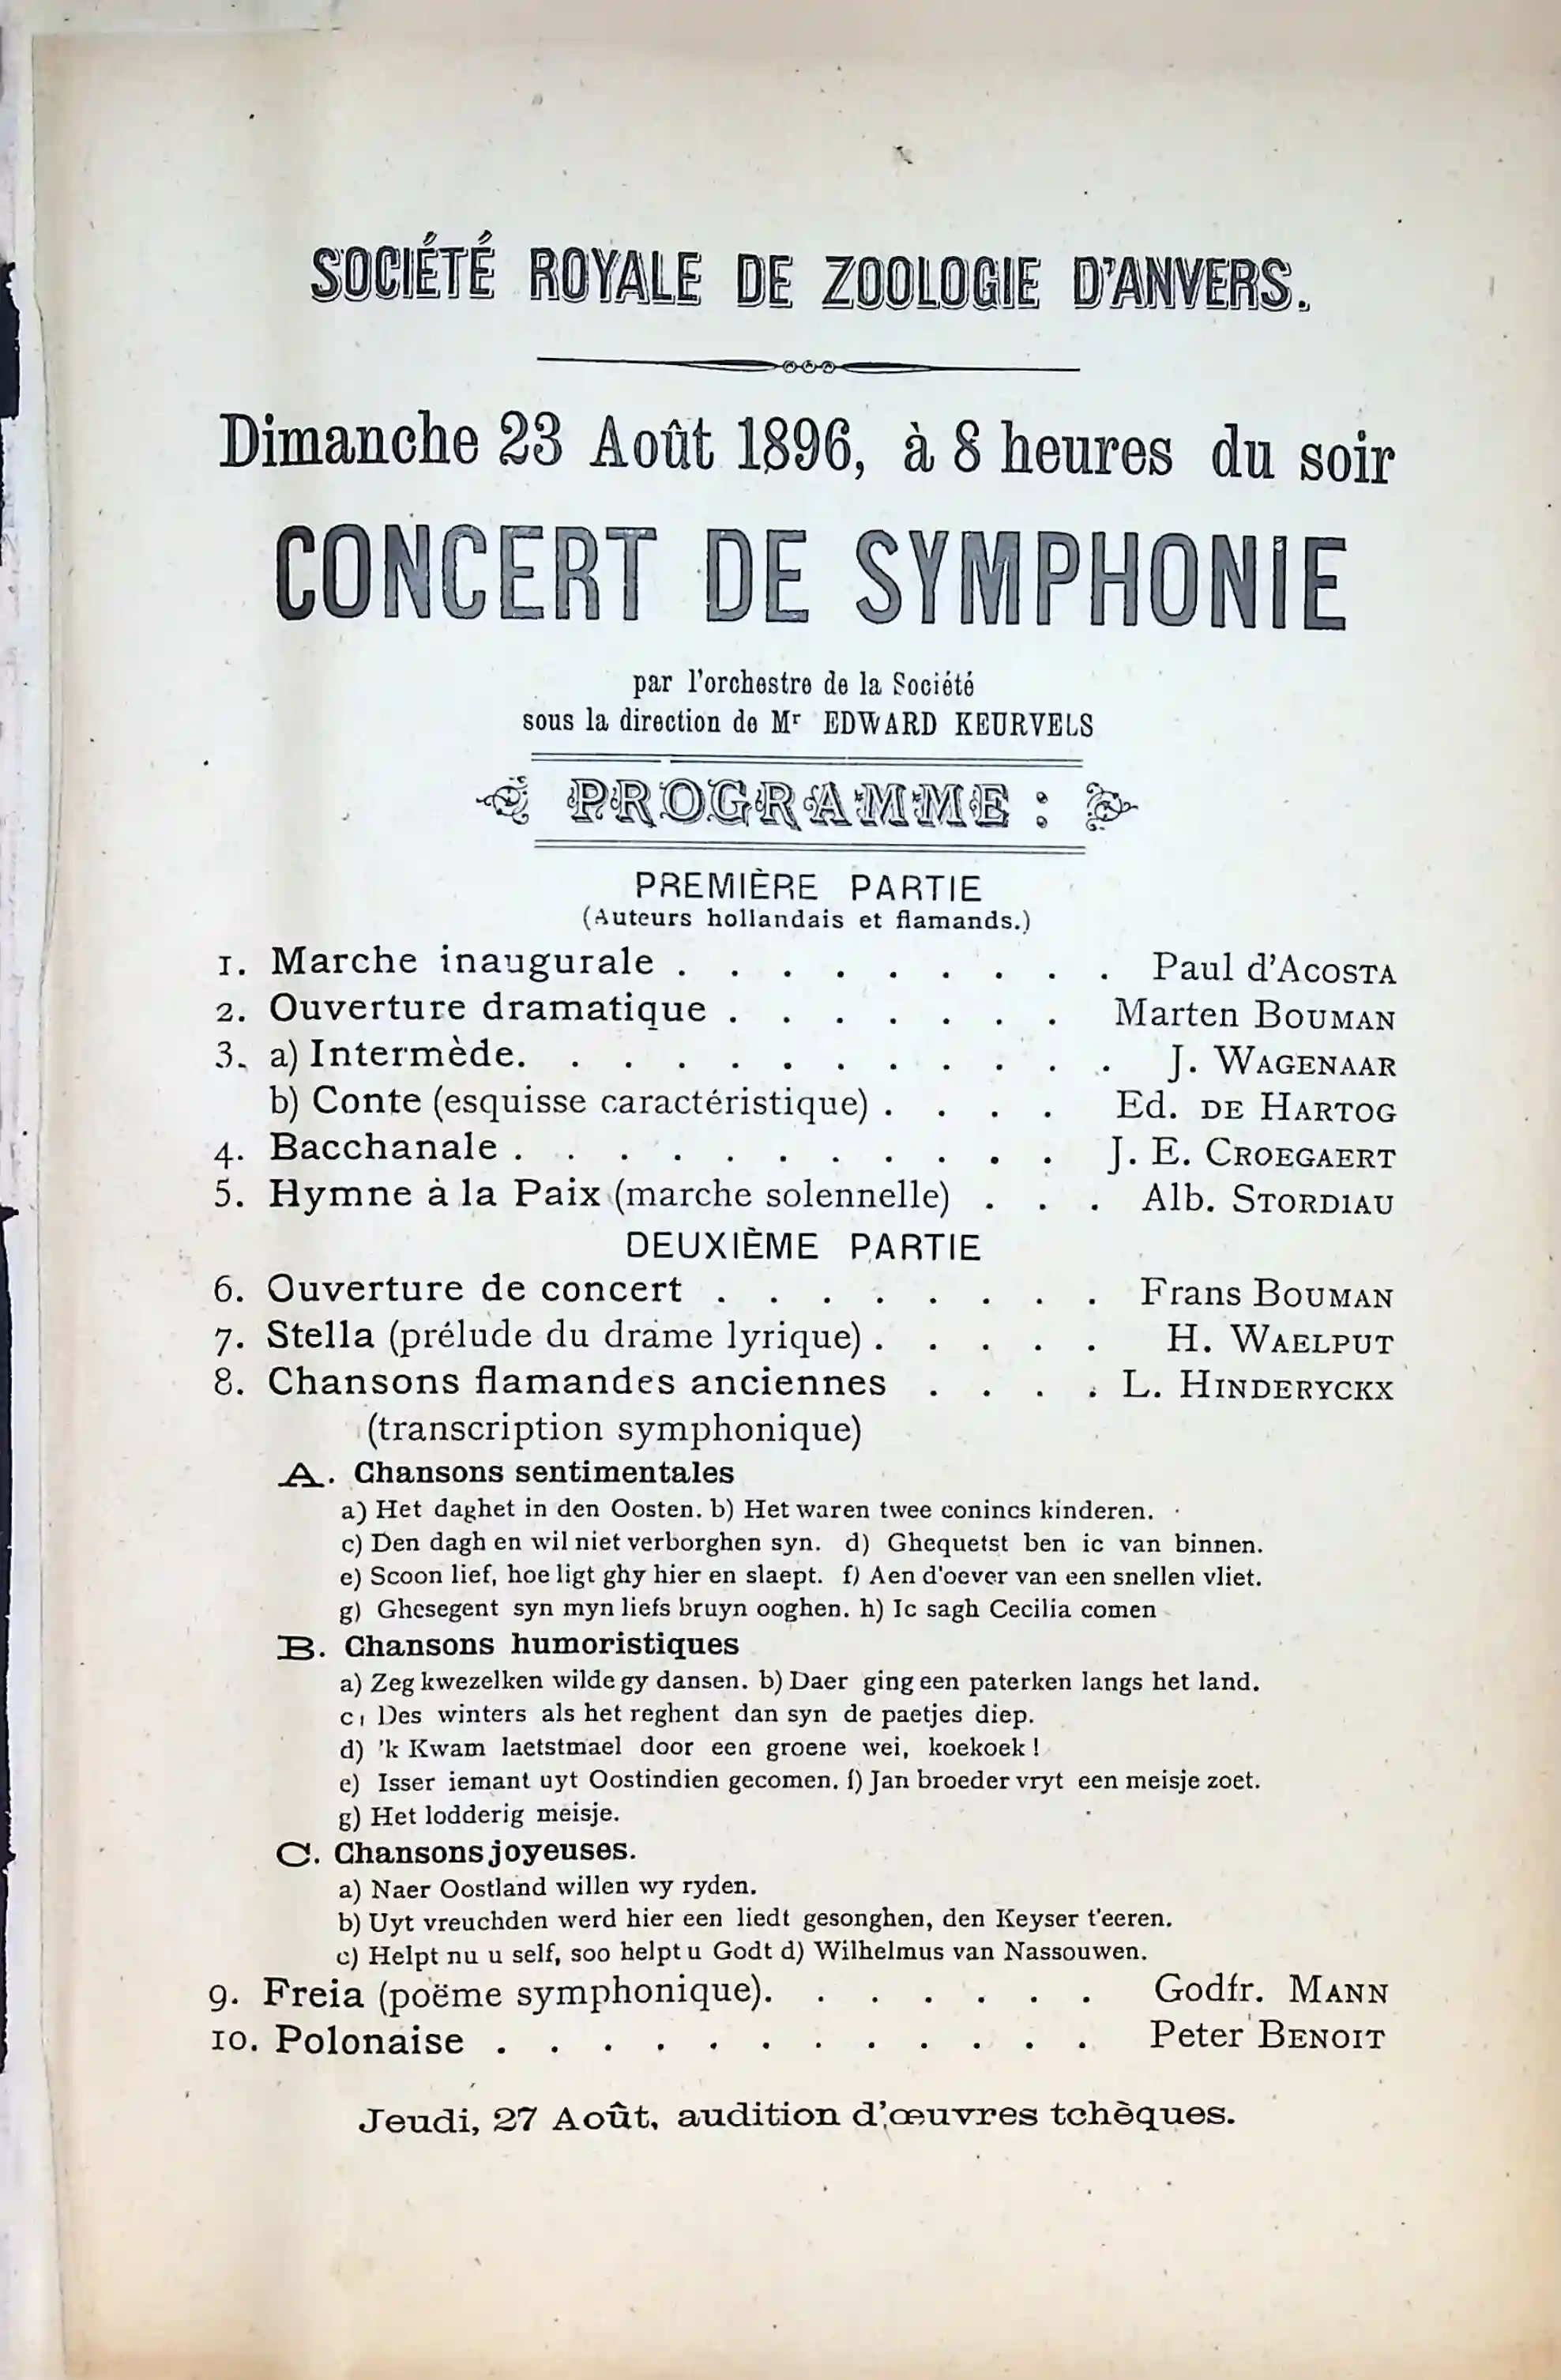 SOCIÉTÉ ROYALE DE ZOOLOGIE D'ANVERS.
Dimanche 23 Août 1896, à 8 heures du soir
CONCERT DE SYMPHONIE
par l'orchestre de la Société
sous la direction de Mr EDWARD KEURVELS
PROGRAMME :
PREMIÈRE PARTIE
(Auteurs hollandais et flamands.)
1. Marche inaugurale . . . . . . . . . Paul d'ACOSTA
2. Ouverture dramatique . . . . . . . Marten BOUMAN
3. a) Intermède. . . . . . . . . . . . J. WAGENAAR
b) Conte (esquisse caractéristique) . . . . Ed. DE HARTOG
4. Bacchanale . . . . . . . . . . . J. E. CROEGAERT
5. Hymne à la Paix (marche solennelle) . . . Alb. STORDIAU
DEUXIÈME PARTIE
6. Ouverture de concert . . . . . . . . Frans BOUMAN
7. Stella (prélude du drame lyrique) . . . . . H. WAELPUT
8. Chansons flamandes anciennes . . . . L. HINDERYCKX
(transcription symphonique)
A. Chansons sentimentales
a) Het daghet in den Oosten. b) Het waren twee conincs kinderen.
c) Den dagh en wil niet verborghen syn. d) Ghequetst ben ic van binnen.
e) Scoon lief, hoe ligt ghy hier en slaept. f) Aen d'oever van een snellen vliet.
g) Ghesegent syn myn liefs bruyn ooghen. h) Ic sagh Cecilia comen
B. Chansons humoristiques
a) Zeg kwezelken wilde gy dansen. b) Daer ging een paterken langs het land.
c) Des winters als het reghent dan syn de paetjes diep.
d) 'k Kwam laetstmael door een groene wei, koekoek !
e) Isser iemant uyt Oostindien gecomen. f) Jan broeder vryt een meisje zoet.
g) Het lodderig meisje.
C. Chansons joyeuses.
a) Naer Oostland willen wy ryden.
b) Uyt vreuchden werd hier een liedt gesonghen, den Keyser t'eeren.
c) Helpt nu u self, soo helpt u Godt d) Wilhelmus van Nassouwen.
9. Freia (poëme symphonique). . . . . . . Godfr. MANN
10. Polonaise . . . . . . . . . . . . Peter BENOIT
Jeudi, 27 Août, audition d'œuvres tchèques.